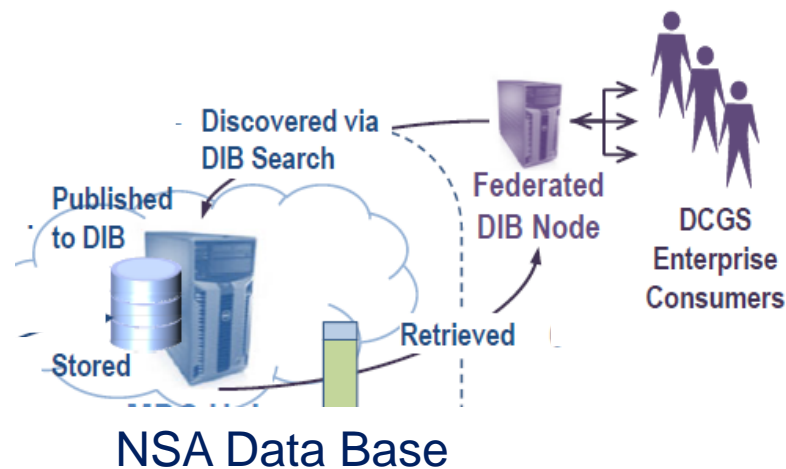 Discovered via
DIB Search
Published
to DIB
Federated
DIB Node
DCGS
Enterprise
Consumers
Retrieved
Stored
NSA Data Base